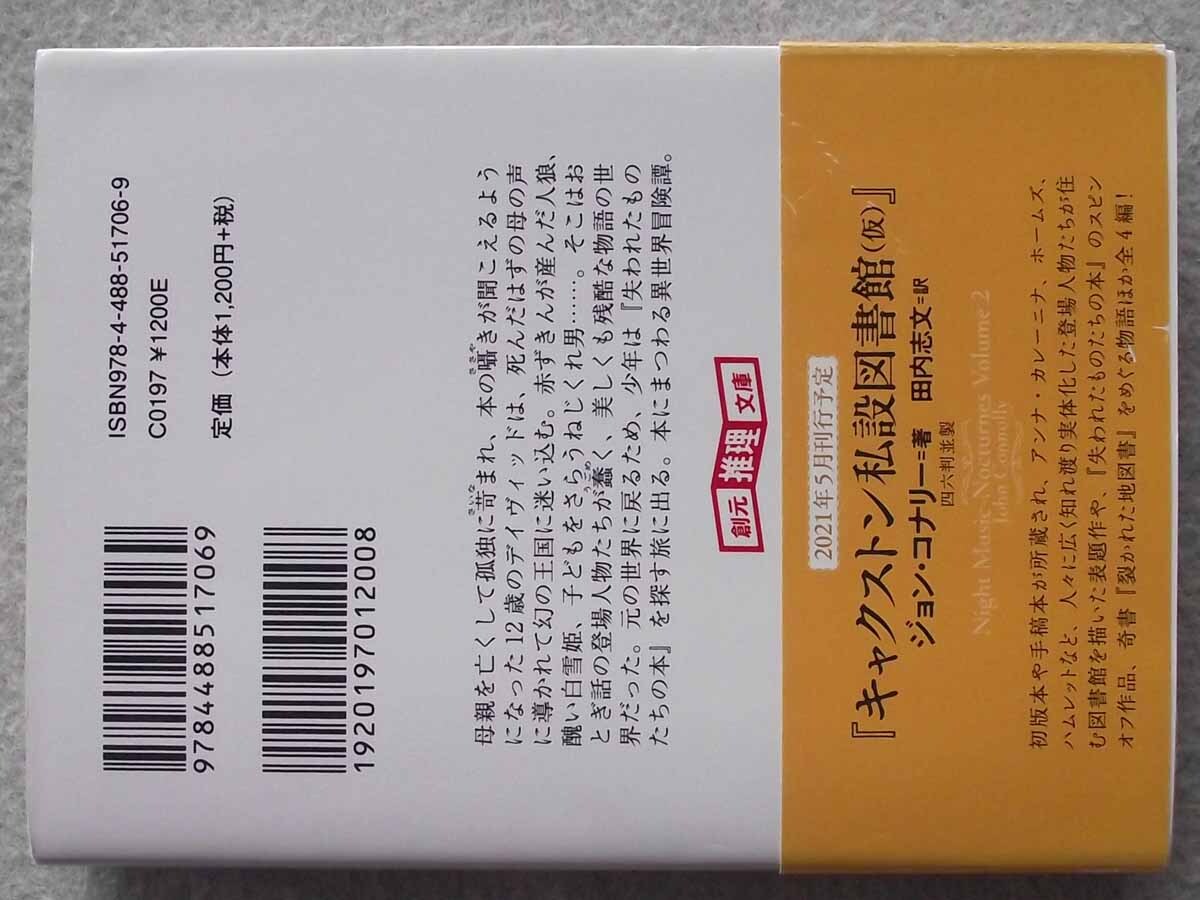 9784488517069
1920197012008
ISBN978-4-488-51706-9
C0197 ¥1200E
定価（本体1,200円+税）
母親を亡くして孤独に苛まれ、本の囁きが聞こえるよう
になった12歳のデイヴィッドは、死んだはずの母の声
に導かれて幻の王国に迷い込む。赤ずきんが産んだ人狼、
醜い白雪姫、子どもをさらうねじくれ男……。そこはお
とぎ話の登場人物たちが蠢く、美しくも残酷な物語の世
界だった。元の世界に戻るため、少年は『失われたもの
たちの本』を探す旅に出る。本にまつわる異世界冒険譚。
創元推理文庫
2021年5月刊行予定
『キャクストン私設図書館（仮）』
ジョン・コナリー=著 田内志文=訳
四六判並製
Night Music: Nocturnes Volume 2
John Connolly
初版本や手稿本が所蔵され、アンナ・カレーニナ、ホームズ、
ハムレットなど、人々に広く知れ渡り実体化した登場人物たちが住
む図書館を描いた表題作や、『失われたものたちの本』のスピン
オフ作品、奇書『裂かれた地図書』をめぐる物語ほか全4編！